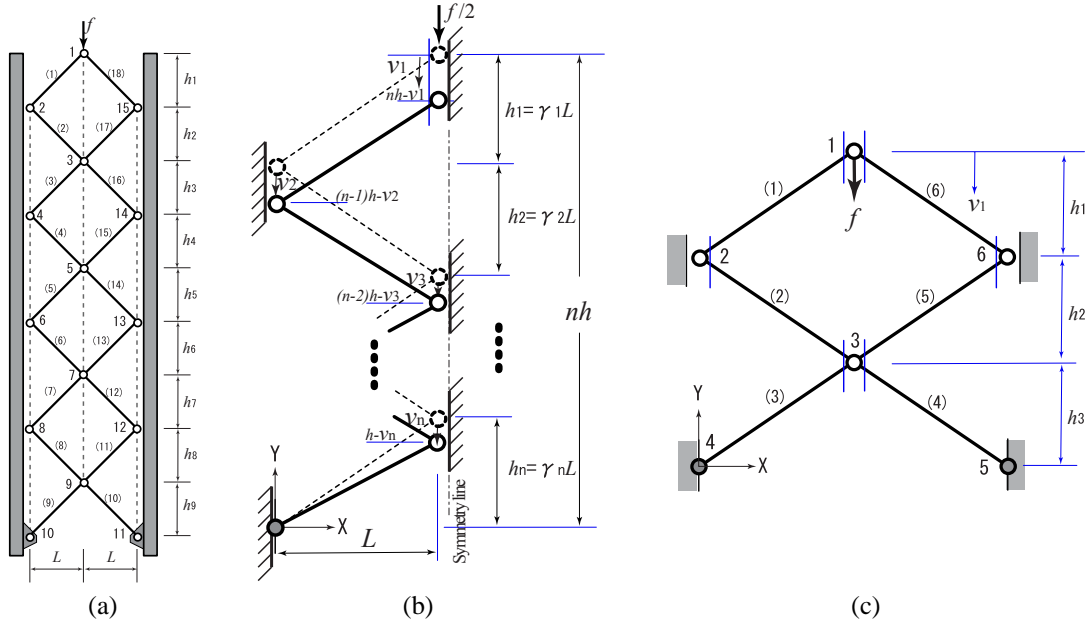 f
1
(1)
(18)
h1
2
15
(2)
(17)
h2
3
(3)
(16)
h3
4
14
(4)
(15)
h4
5
(5)
(14)
h5
6
13
(6)
(13)
h6
7
(7)
(12)
h7
8
12
(8)
(11)
h8
9
(9)
(10)
h9
10
11
L
L
(a)
f/2
v1
nh-v1
h1=γ1L
v2
(n-1)h-v2
h2=γ2L
v3
(n-2)h-v3
nh
vn
h-vn
hn=γnL
Y
X
L
Symmetry line
(b)
1
(1)
(6)
f
v1
h1
2
6
(2)
(5)
h2
3
(3)
(4)
h3
Y
4
X
5
(c)